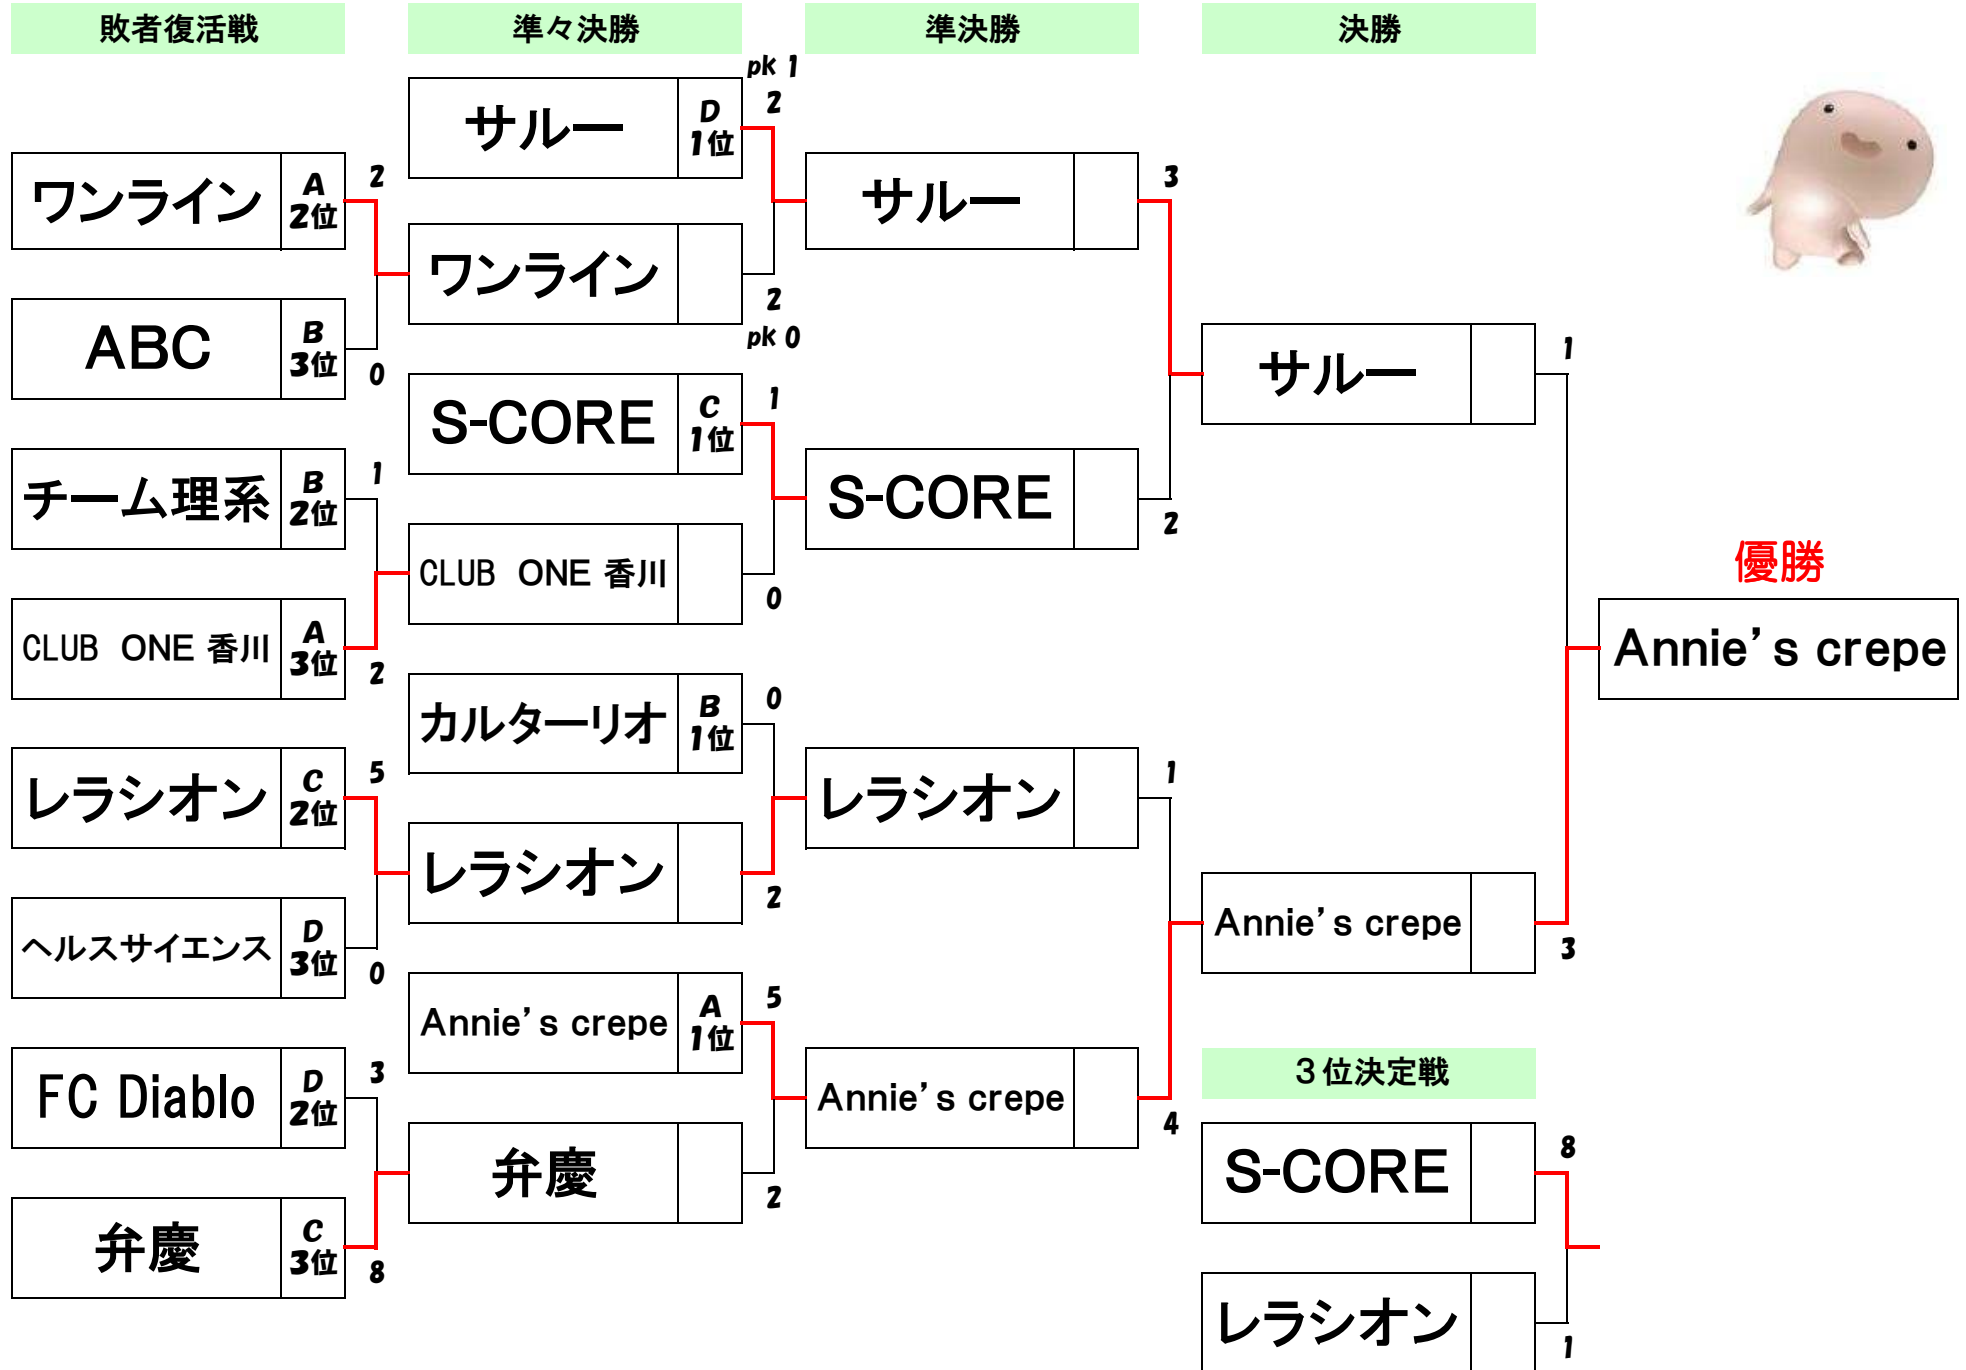 敗者復活戦
準々決勝
準決勝
決勝
ワンライン
A
2位
2
ABC
B
3位
0
チーム理系
B
2位
1
CLUB ONE 香川
A
3位
2
レラシオン
C
2位
5
ヘルスサイエンス
D
3位
0
FC Diablo
D
2位
3
弁慶
C
3位
8
pk 1
サルー
D
1位
2
ワンライン
2
pk 0
S-CORE
C
1位
1
CLUB ONE 香川
0
カルターリオ
B
1位
0
レラシオン
2
Annie’s crepe
A
1位
5
弁慶
2
サルー
3
S-CORE
2
レラシオン
1
Annie’s crepe
4
サルー
1
Annie’s crepe
3
優勝
Annie’s crepe
３位決定戦
S-CORE
8
レラシオン
1